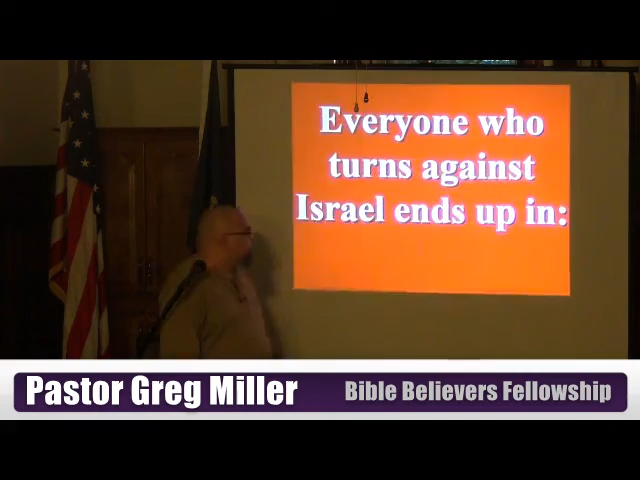 Everyone who
turns against
Israel ends up in:
Pastor Greg Miller
Bible Believers Fellowship